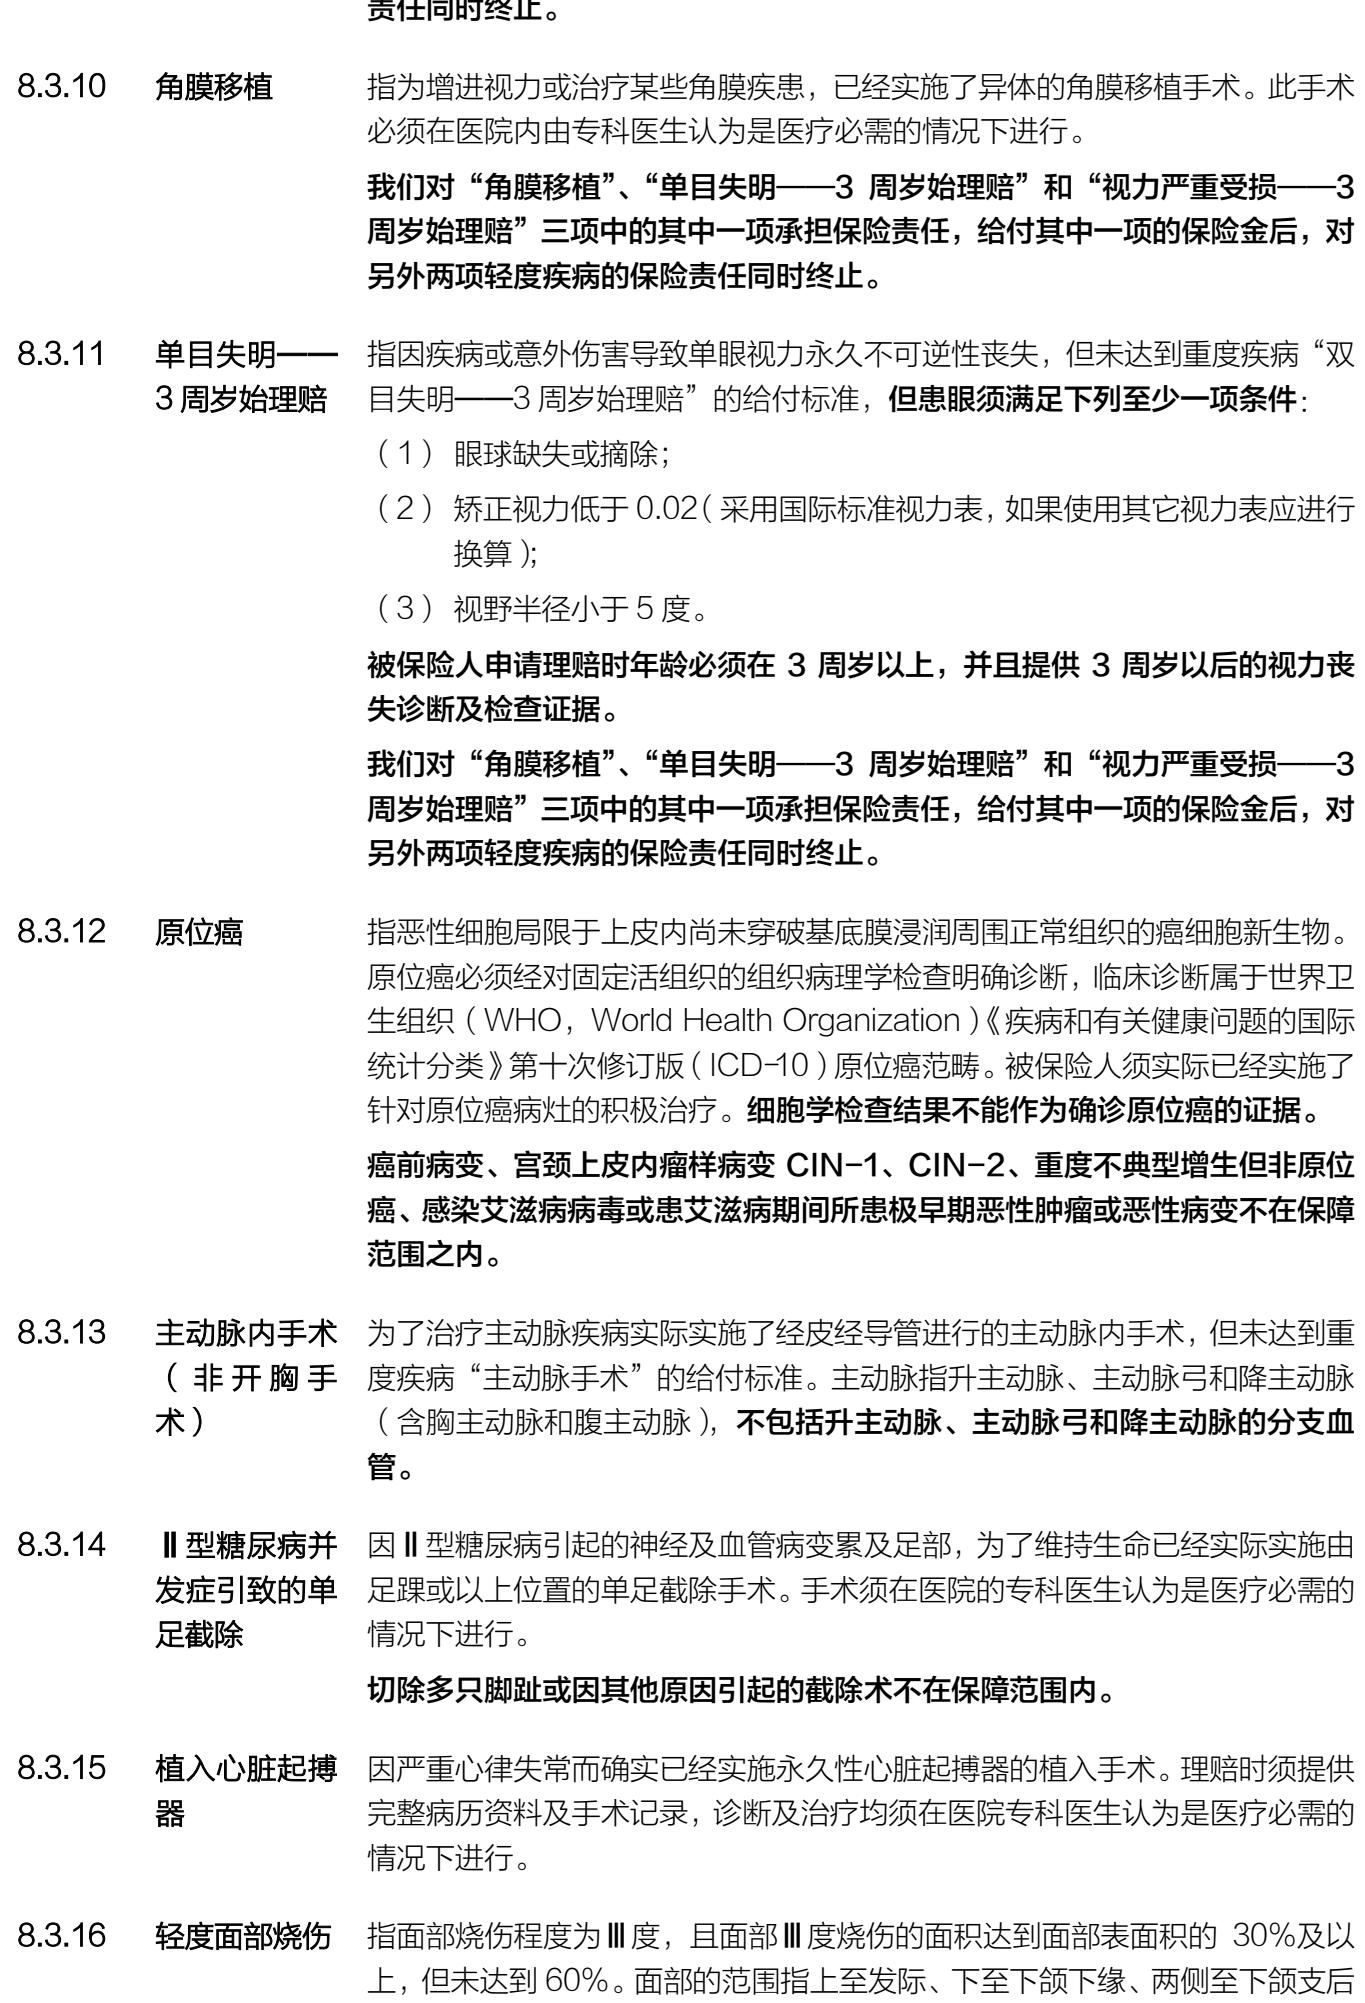 责任同时终止。
8.3.10 角膜移植 指为增进视力或治疗某些角膜疾患，已经实施了异体的角膜移植手术。此手术
必须在医院内由专科医生认为是医疗必需的情况下进行。
我们对“角膜移植”、“单目失明——3 周岁始理赔”和“视力严重受损——3
周岁始理赔”三项中的其中一项承担保险责任，给付其中一项的保险金后，对
另外两项轻度疾病的保险责任同时终止。
8.3.11 单目失明—— 指因疾病或意外伤害导致单眼视力永久不可逆性丧失，但未达到重度疾病“双
3 周岁始理赔 目失明——3 周岁始理赔”的给付标准，但患眼须满足下列至少一项条件：
（1） 眼球缺失或摘除；
（2） 矫正视力低于 0.02（采用国际标准视力表，如果使用其它视力表应进行
换算）；
（3） 视野半径小于 5 度。
被保险人申请理赔时年龄必须在 3 周岁以上，并且提供 3 周岁以后的视力丧
失诊断及检查证据。
我们对“角膜移植”、“单目失明——3 周岁始理赔”和“视力严重受损——3
周岁始理赔”三项中的其中一项承担保险责任，给付其中一项的保险金后，对
另外两项轻度疾病的保险责任同时终止。
8.3.12 原位癌 指恶性细胞局限于上皮内尚未穿破基底膜浸润周围正常组织的癌细胞新生物。
原位癌必须经对固定活组织的组织病理学检查明确诊断，临床诊断属于世界卫
生组织（WHO，World Health Organization）《疾病和有关健康问题的国际
统计分类》第十次修订版（ICD-10）原位癌范畴。被保险人须实际已经实施了
针对原位癌病灶的积极治疗。细胞学检查结果不能作为确诊原位癌的证据。
癌前病变、宫颈上皮内瘤样病变 CIN-1、CIN-2、重度不典型增生但非原位
癌、感染艾滋病病毒或患艾滋病期间所患极早期恶性肿瘤或恶性病变不在保障
范围之内。
8.3.13 主动脉内手术 为了治疗主动脉疾病实际实施了经皮经导管进行的主动脉内手术，但未达到重
（非开胸手 度疾病“主动脉手术”的给付标准。主动脉指升主动脉、主动脉弓和降主动脉
术） （含胸主动脉和腹主动脉），不包括升主动脉、主动脉弓和降主动脉的分支血
管。
8.3.14 Ⅱ型糖尿病并 因Ⅱ型糖尿病引起的神经及血管病变累及足部，为了维持生命已经实际实施由
发症引致的单 足踝或以上位置的单足截除手术。手术须在医院的专科医生认为是医疗必需的
足截除 情况下进行。
切除多只脚趾或因其他原因引起的截除术不在保障范围内。
8.3.15 植入心脏起搏 因严重心律失常而确实已经实施永久性心脏起搏器的植入手术。理赔时须提供
器 完整病历资料及手术记录，诊断及治疗均须在医院专科医生认为是医疗必需的
情况下进行。
8.3.16 轻度面部烧伤 指面部烧伤程度为Ⅲ度，且面部Ⅲ度烧伤的面积达到面部表面积的 30%及以
上，但未达到 60%。面部的范围指上至发际、下至下颌下缘、两侧至下颌支后